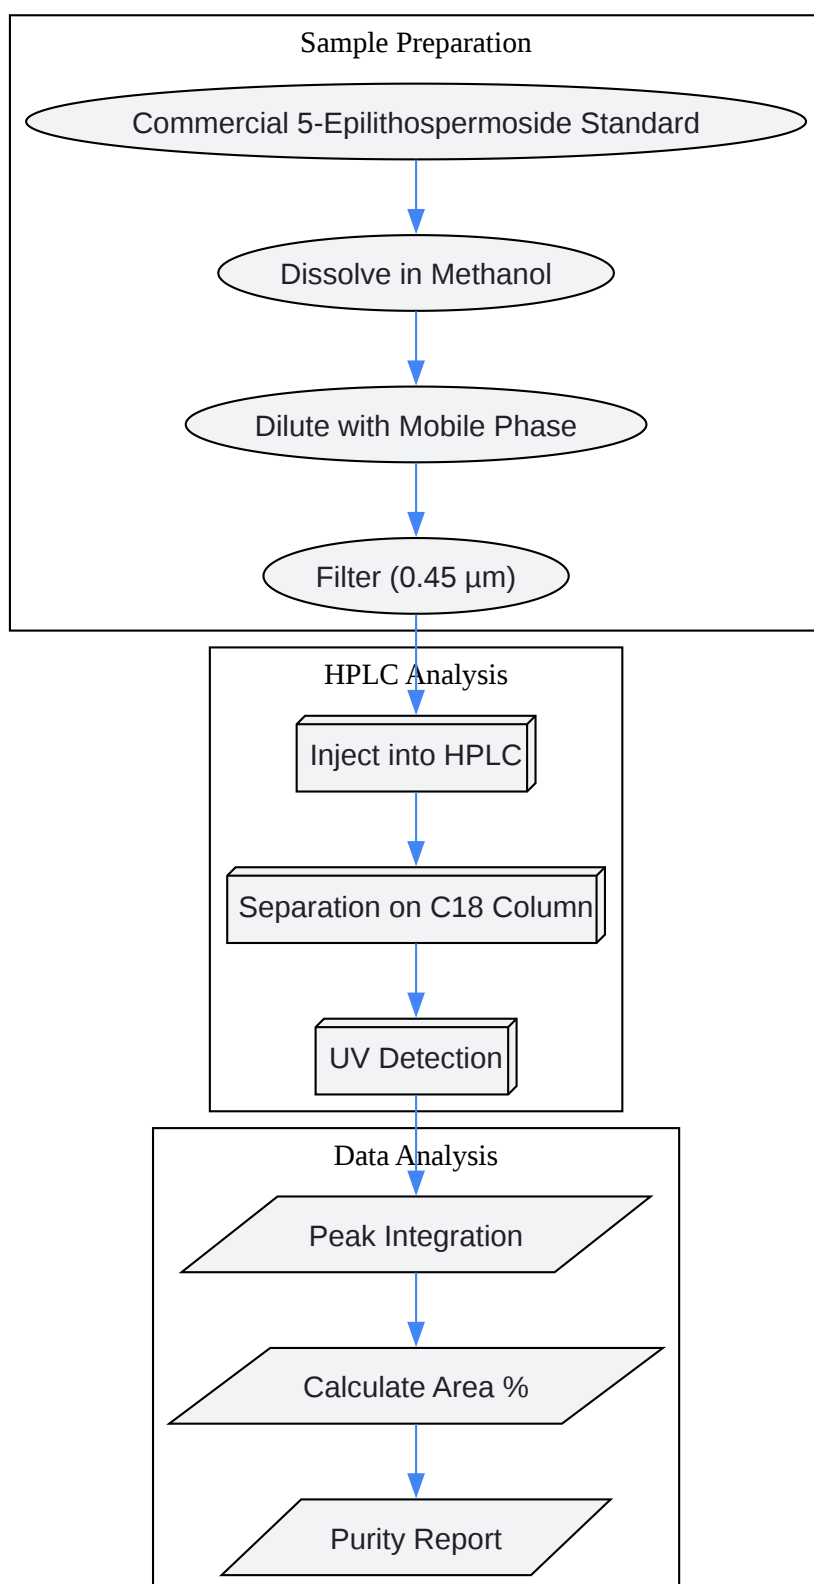 Sample Preparation
Commercial 5-Epilithospermoside Standard
Dissolve in Methanol
Dilute with Mobile Phase
Filter (0.45 µm)
HPLC Analysis
Inject into HPLC
Separation on C18 Column
UV Detection
Data Analysis
Peak Integration
Calculate Area %
Purity Report